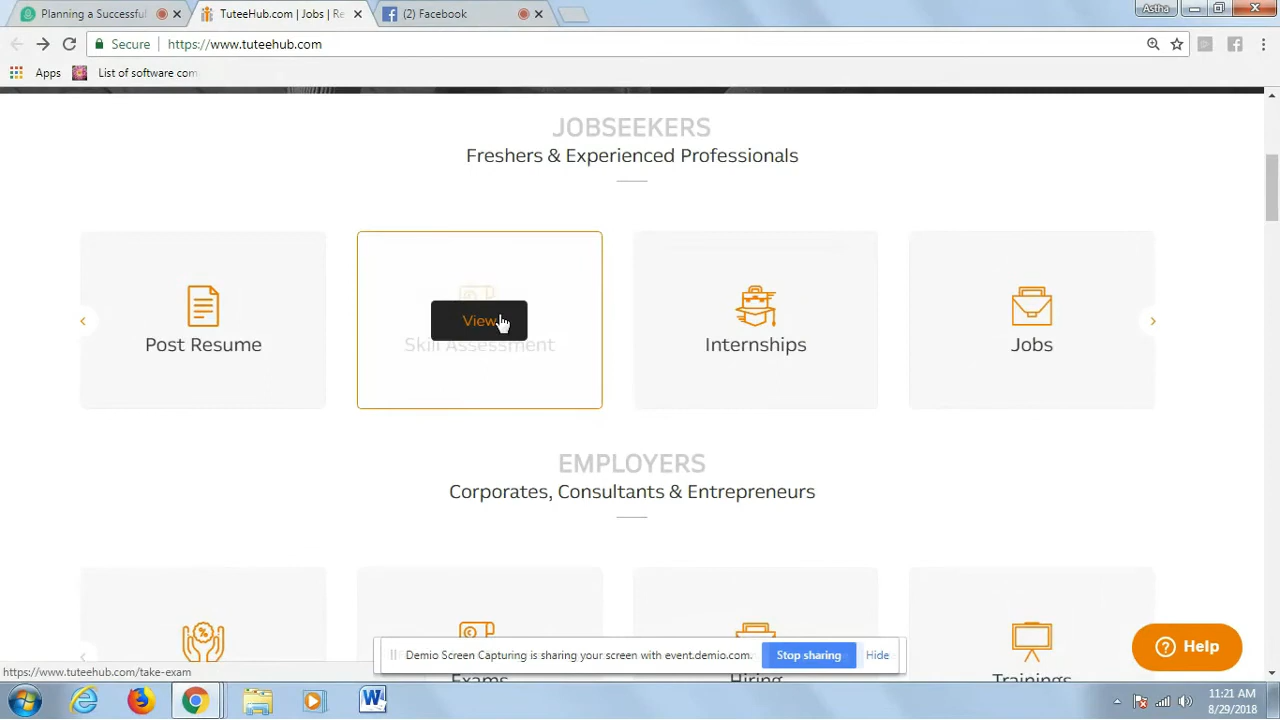 Planning a Successful
TuteeHub.com | Jobs | Re
(2) Facebook
Astha
Secure
https://www.tuteehub.com
Apps
List of software com
JOBSEEKERS
Freshers & Experienced Professionals
Post Resume
View
Skill Assessment
Internships
Jobs
EMPLOYERS
Corporates, Consultants & Entrepreneurs
Exams
Hiring
Trainings
Demio Screen Capturing is sharing your screen with event.demio.com.
Stop sharing
Hide
Help
https://www.tuteehub.com/take-exam
11:21 AM
8/29/2018